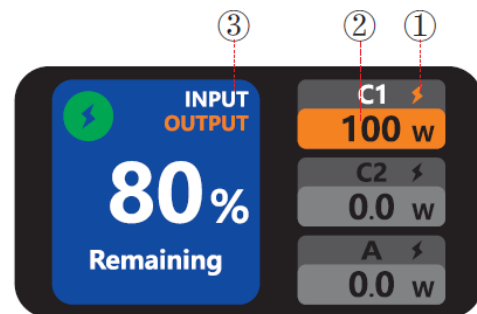 ③ ② ①
INPUT
OUTPUT
80%
Remaining
C1
100 W
C2
0.0 W
A
0.0 W